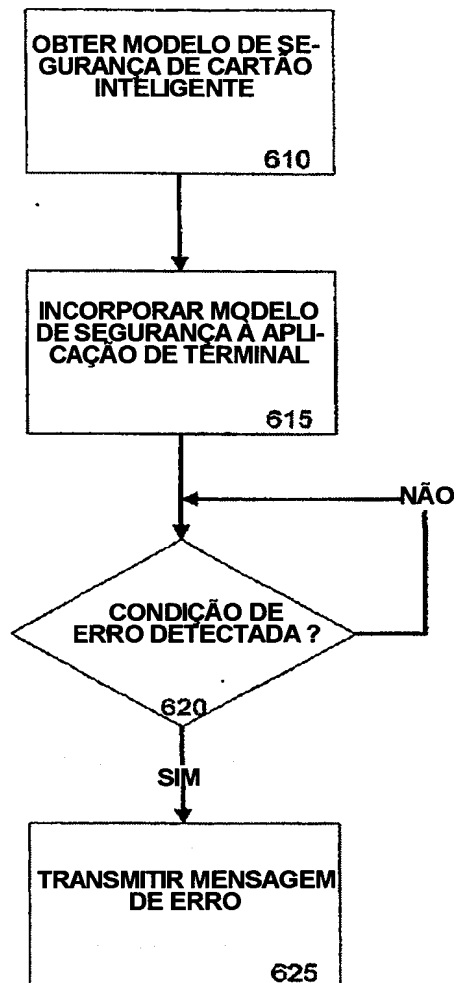 OBTER MODELO DE SE-
GURANÇA DE CARTÃO
INTELIGENTE
610
INCORPORAR MODELO
DE SEGURANÇA À APLI-
CAÇÃO DE TERMINAL
615
NÃO
CONDIÇÃO DE
ERRO DETECTADA ?
620
SIM
TRANSMITIR MENSAGEM
DE ERRO
625